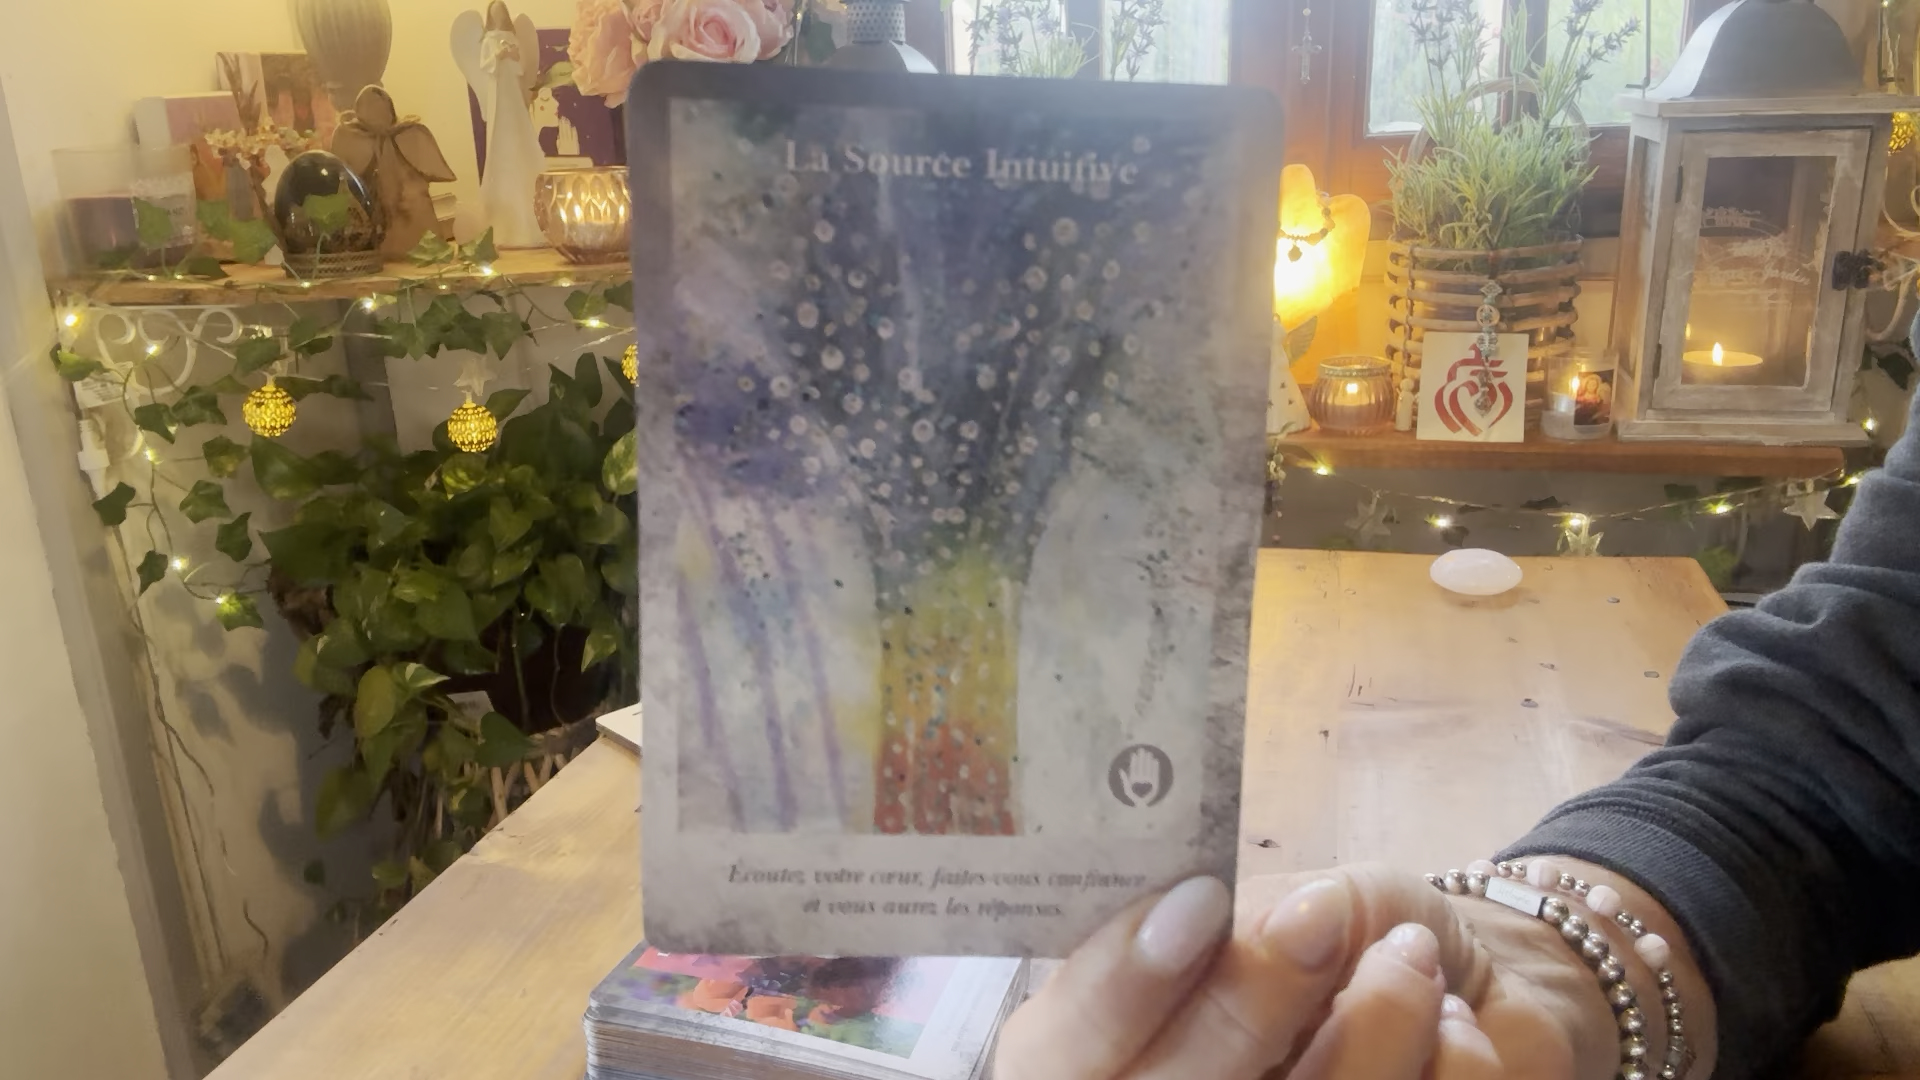 La Source Intuitive
Écoutez votre cœur, faites-vous confiance
et vous aurez les réponses.